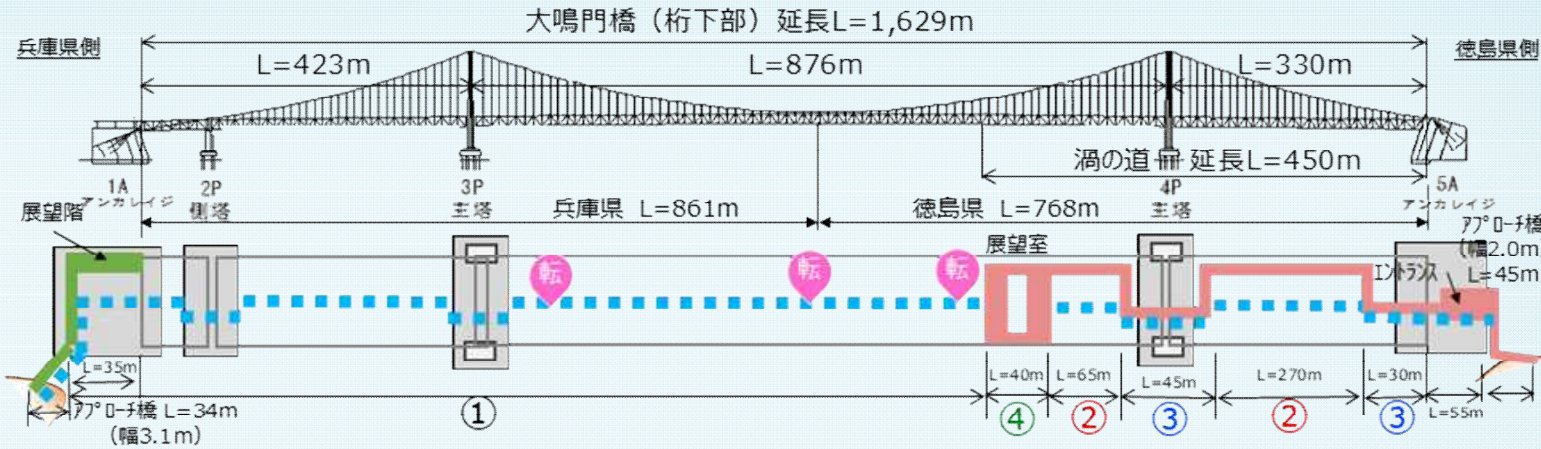 大鳴門橋（桁下部）延長L=1,629m
兵庫県側
徳島県側
L=423m
L=876m
L=330m
渦の道 延長L=450m
1A
アンカレイジ
2P
側塔
3P
主塔
4P
主塔
5A
アンカレイジ
展望階
兵庫県 L=861m
徳島県 L=768m
展望室
アプローチ橋
(幅2.0m)
L=45m
エントランス
転
転
転
L=35m
アプローチ橋 L=34m
（幅3.1m）
①
L=40m
④
L=65m
②
L=45m
③
L=270m
②
L=30m
③
L=55m